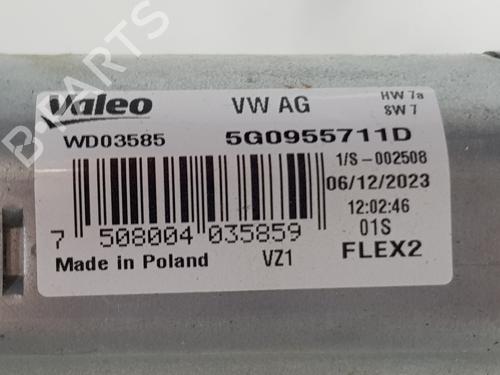 Valeo VW AG HW 7a
SW 7
WD03585 5G0955711D
1/S-002508
06/12/2023
12:02:46
7 508004 035859 01S
Made in Poland VZ1 FLEX2
B-PARTS